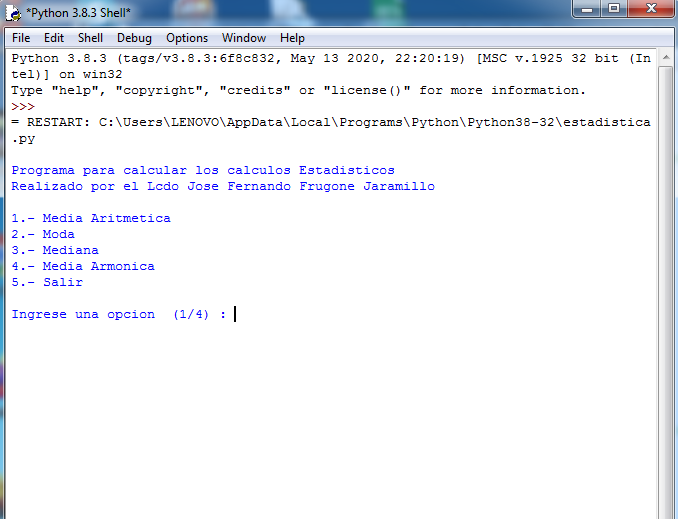 *Python 3.8.3 Shell*
File Edit Shell Debug Options Window Help
Python 3.8.3 (tags/v3.8.3:6f8c832, May 13 2020, 22:20:19) [MSC v.1925 32 bit (In
tel)] on win32
Type "help", "copyright", "credits" or "license()" for more information.
>>>
= RESTART: C:\Users\LENOVO\AppData\Local\Programs\Python\Python38-32\estadistica
.py
Programa para calcular los calculos Estadisticos
Realizado por el Lcdo Jose Fernando Frugone Jaramillo
1.- Media Aritmetica
2.- Moda
3.- Mediana
4.- Media Armonica
5.- Salir
Ingrese una opcion  (1/4) :